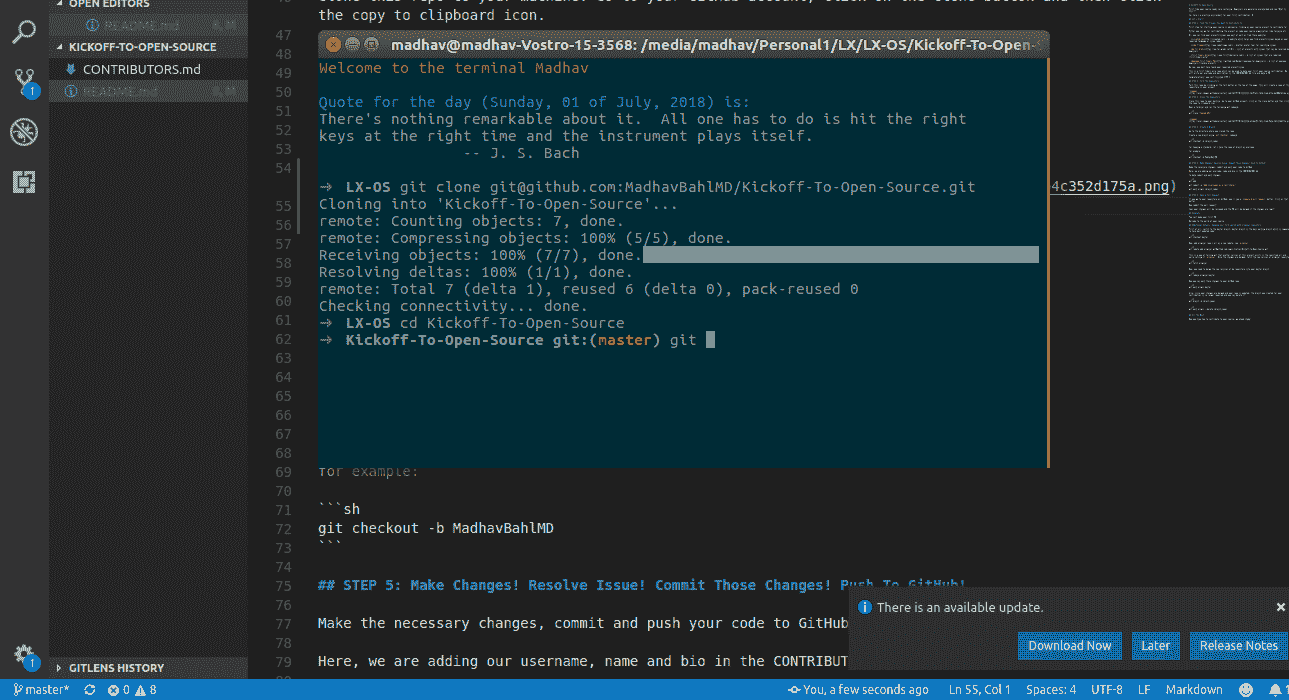 the copy to clipboard icon.
OPEN EDITORS
README.md 8, M
KICKOFF-TO-OPEN-SOURCE
CONTRIBUTORS.md
README.md 8, M
1
1
GITLENS HISTORY
47
48
49
50
51
52
53
54
55
56
57
58
59
60
61
62
63
64
65
66
67
68
69
70
71
72
73
74
75
76
77
78
79
madhav@madhav-Vostro-15-3568: /media/madhav/Personal1/LX/LX-OS/Kickoff-To-Open-
Welcome to the terminal Madhav
Quote for the day (Sunday, 01 of July, 2018) is:
There's nothing remarkable about it.  All one has to do is hit the right
keys at the right time and the instrument plays itself.
-- J. S. Bach
→ LX-OS git clone git@github.com:MadhavBahlMD/Kickoff-To-Open-Source.git
Cloning into 'Kickoff-To-Open-Source'...
remote: Counting objects: 7, done.
remote: Compressing objects: 100% (5/5), done.
Receiving objects: 100% (7/7), done.
Resolving deltas: 100% (1/1), done.
remote: Total 7 (delta 1), reused 6 (delta 0), pack-reused 0
Checking connectivity... done.
→ LX-OS cd Kickoff-To-Open-Source
→ Kickoff-To-Open-Source git:(master) git
4c352d175a.png)
for example:
```sh
git checkout -b MadhavBahlMD
```
## STEP 5: Make Changes! Resolve Issue! Commit Those Changes! Push To GitHub!
Make the necessary changes, commit and push your code to GitHub
Here, we are adding our username, name and bio in the CONTRIBUT
There is an available update.
Download Now
Later
Release Notes
master* 0 8
You, a few seconds ago Ln 55, Col 1 Spaces: 4 UTF-8 LF Markdown 1